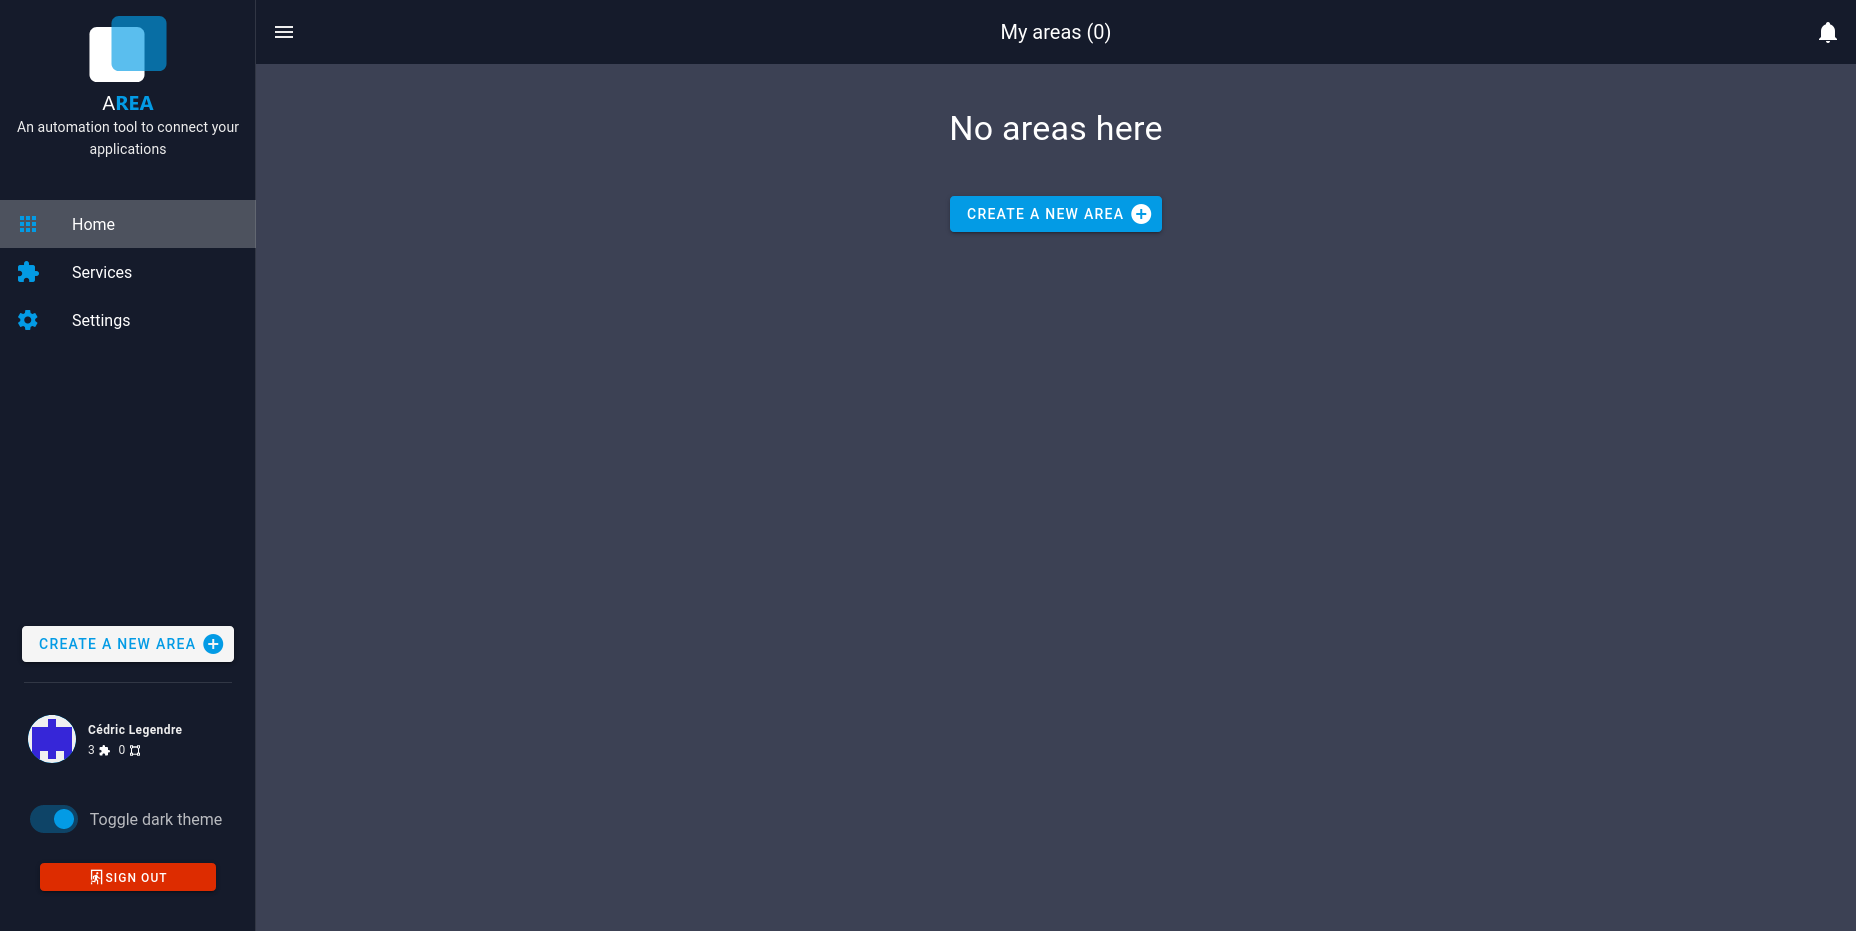 AREA
An automation tool to connect your
applications
Home
Services
Settings
CREATE A NEW AREA
Cédric Legendre
3 0
Toggle dark theme
SIGN OUT
My areas (0)
No areas here
CREATE A NEW AREA